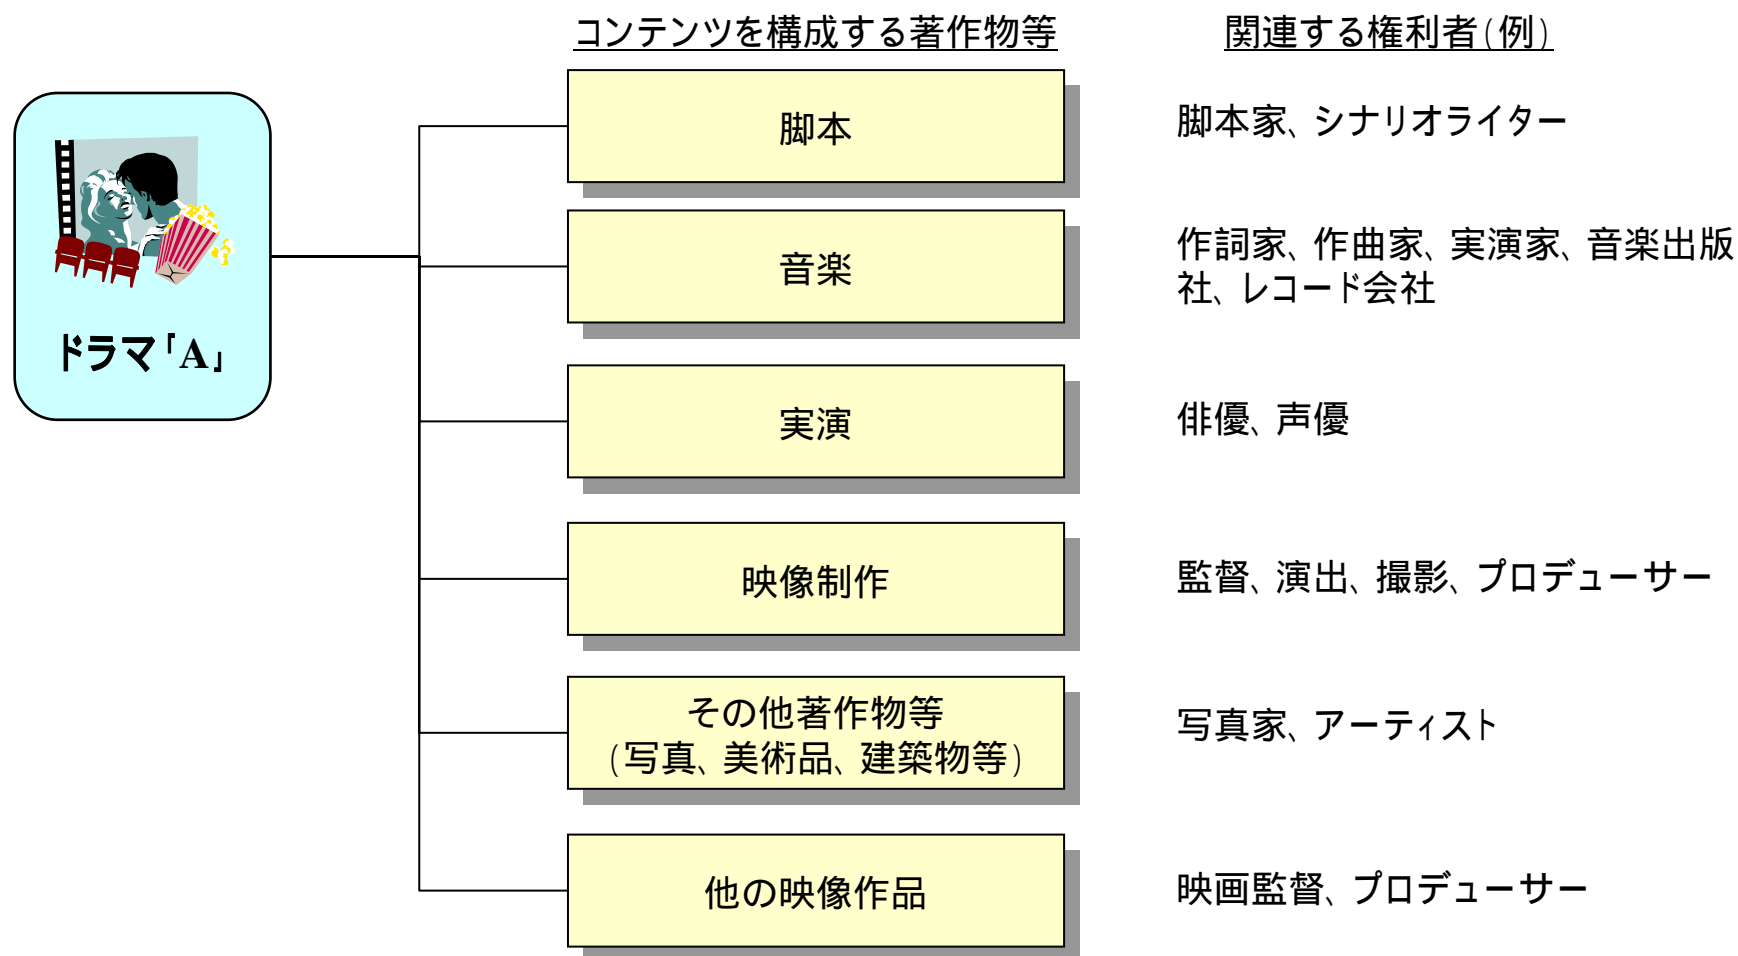 コンテンツを構成する著作物等
関連する権利者(例)
ドラマ「A」
脚本
脚本家、シナリオライター
音楽
作詞家、作曲家、実演家、音楽出版
社、レコード会社
実演
俳優、声優
映像制作
監督、演出、撮影、プロデューサー
その他著作物等
(写真、美術品、建築物等)
写真家、アーティスト
他の映像作品
映画監督、プロデューサー